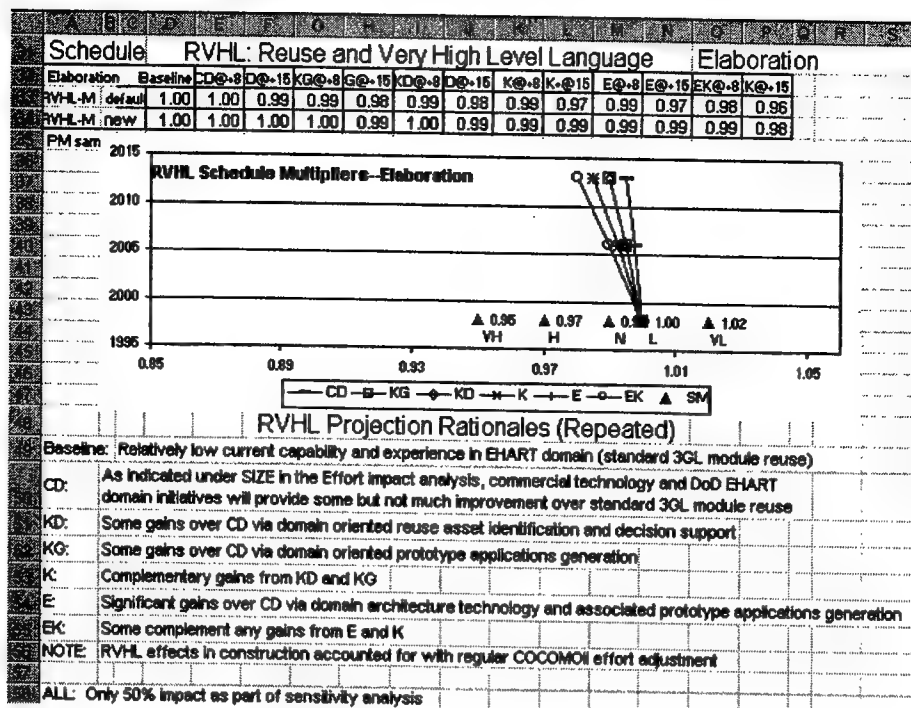 A B C D E F G H I J K L M N O P Q R S
Schedule RVHL: Reuse and Very High Level Language Elaboration
Elaboration Baseline CD@+8 D@+15 KG@+8 G@+15 KD@+8 D@+15 K@+8 K+@15 E@+8 E@+15 EK@+8 K@+15
RVHL-M defaul 1.00 1.00 0.99 0.99 0.98 0.99 0.98 0.99 0.97 0.99 0.97 0.98 0.96
RVHL-M new 1.00 1.00 1.00 1.00 0.99 1.00 0.99 0.99 0.99 0.99 0.99 0.99 0.98
PM sam
RVHL Schedule Multipliers--Elaboration
2015
2010
2005
2000
1995
0.95 0.97 0.9 1.00 1.02
VH H N L VL
0.85 0.89 0.93 0.97 1.01 1.05
CD KG KD K E EK SM
RVHL Projection Rationales (Repeated)
Baseline: Relatively low current capability and experience in EHART domain (standard 3GL module reuse)
CD: As indicated under SIZE in the Effort impact analysis, commercial technology and DoD EHART
domain initiatives will provide some but not much improvement over standard 3GL module reuse
KD: Some gains over CD via domain oriented reuse asset identification and decision support
KG: Some gains over CD via domain oriented prototype applications generation
K: Complementary gains from KD and KG
E: Significant gains over CD via domain architecture technology and associated prototype applications generation
EK: Some complement any gains from E and K
NOTE: RVHL effects in construction accounted for with regular COCOMOII effort adjustment
ALL: Only 50% impact as part of sensitivity analysis